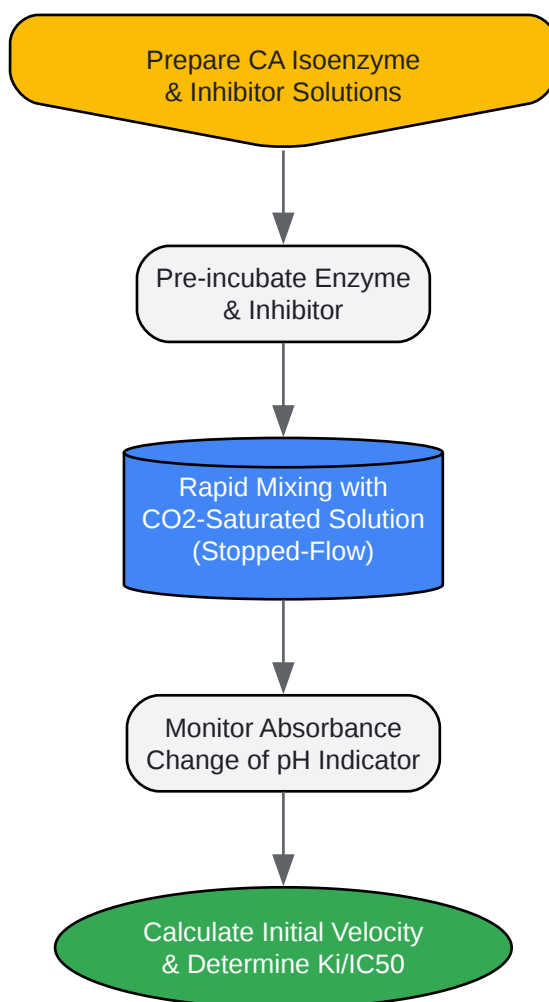 Prepare CA Isoenzyme
& Inhibitor Solutions
Pre-incubate Enzyme
& Inhibitor
Rapid Mixing with
CO2-Saturated Solution
(Stopped-Flow)
Monitor Absorbance
Change of pH Indicator
Calculate Initial Velocity
& Determine Ki/IC50